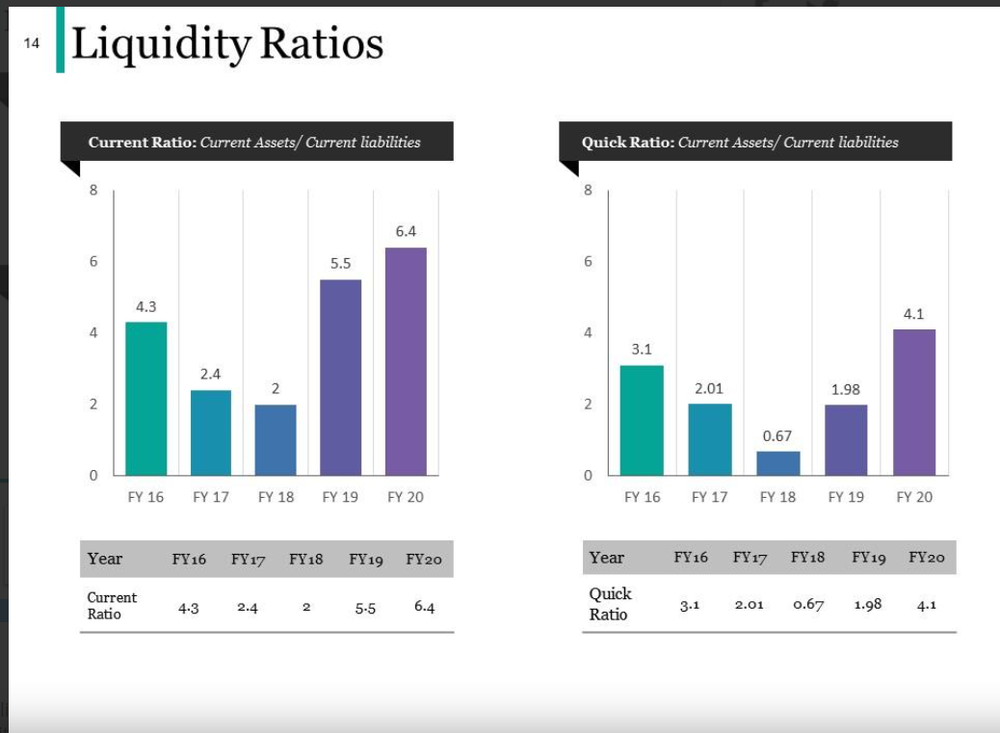 14
Liquidity Ratios
Current Ratio: Current Assets/ Current liabilities
8
6
4
2
0
4.3
2.4
2
5.5
6.4
FY 16 FY 17 FY 18 FY 19 FY 20
Year FY16 FY17 FY18 FY19 FY20
Current
Ratio
4.3 2.4 2 5.5 6.4
Quick Ratio: Current Assets/ Current liabilities
8
6
4
2
0
3.1
2.01
0.67
1.98
4.1
FY 16 FY 17 FY 18 FY 19 FY 20
Year FY16 FY17 FY18 FY19 FY20
Quick
Ratio
3.1 2.01 0.67 1.98 4.1